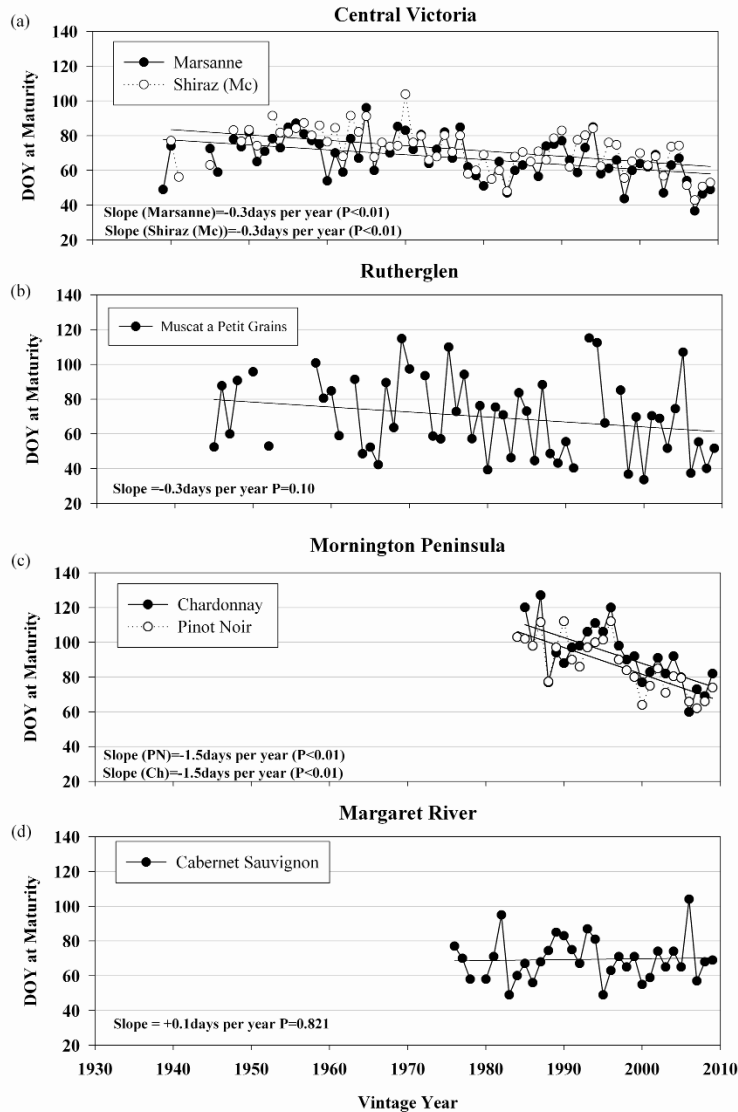 (a)
Central Victoria
140
120
100
80
60
40
20
DOY at Maturity
Marsanne
Shiraz (Mc)
Slope (Marsanne)=-0.3days per year (P<0.01)
Slope (Shiraz (Mc))=-0.3days per year (P<0.01)
Rutherglen
(b)
140
120
100
80
60
40
20
DOY at Maturity
Muscat a Petit Grains
Slope =-0.3days per year P=0.10
Mornington Peninsula
(c)
140
120
100
80
60
40
20
DOY at Maturity
Chardonnay
Pinot Noir
Slope (PN)=-1.5days per year (P<0.01)
Slope (Ch)=-1.5days per year (P<0.01)
Margaret River
(d)
140
120
100
80
60
40
20
DOY at Maturity
Cabernet Sauvignon
Slope = +0.1days per year P=0.821
1930 1940 1950 1960 1970 1980 1990 2000 2010
Vintage Year